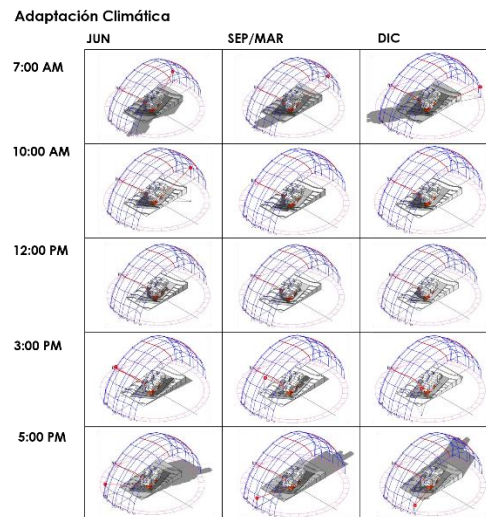 Adaptación Climática
JUN SEP/MAR DIC
7:00 AM
10:00 AM
12:00 PM
3:00 PM
5:00 PM